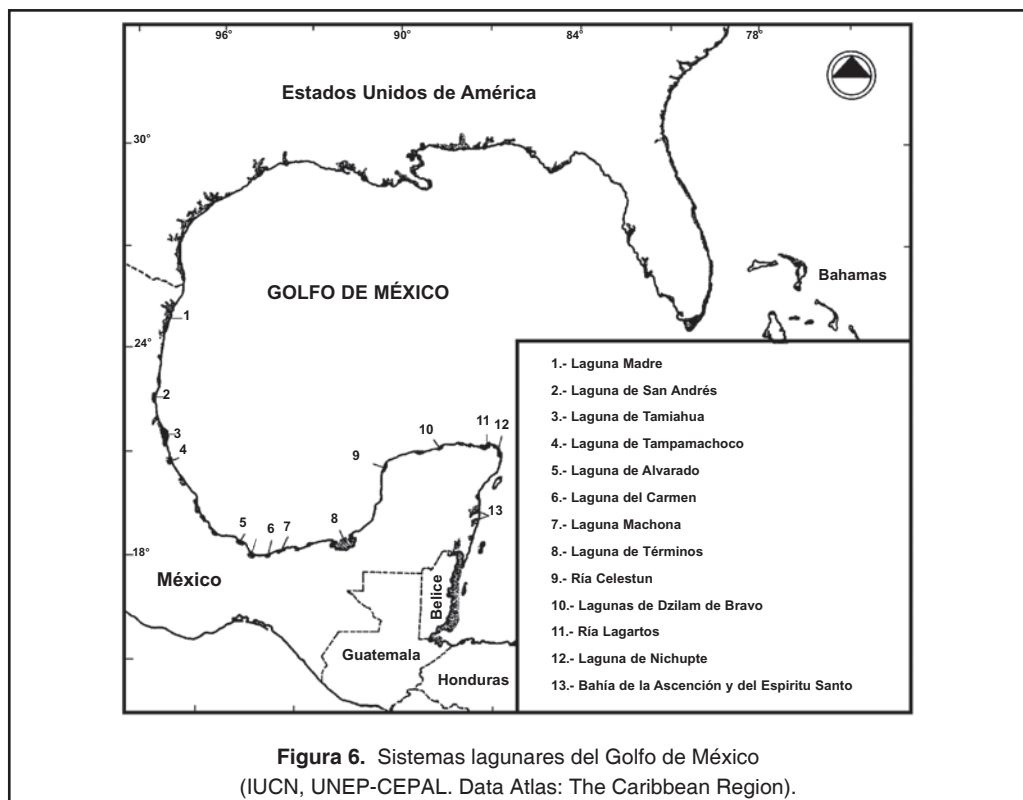 96° 90° 84° 78°
Estados Unidos de América
30°
Bahamas
GOLFO DE MÉXICO
1
24°
2
3
4
5
6
7
8
9
10
11
12
13
18°
México
Belice
Guatemala
Honduras
1.- Laguna Madre
2.- Laguna de San Andrés
3.- Laguna de Tamiahua
4.- Laguna de Tampamachoco
5.- Laguna de Alvarado
6.- Laguna del Carmen
7.- Laguna Machona
8.- Laguna de Términos
9.- Ría Celestun
10.- Lagunas de Dzilam de Bravo
11.- Ría Lagartos
12.- Laguna de Nichupte
13.- Bahía de la Ascención y del Espiritu Santo
Figura 6. Sistemas lagunares del Golfo de México
(IUCN, UNEP-CEPAL. Data Atlas: The Caribbean Region).